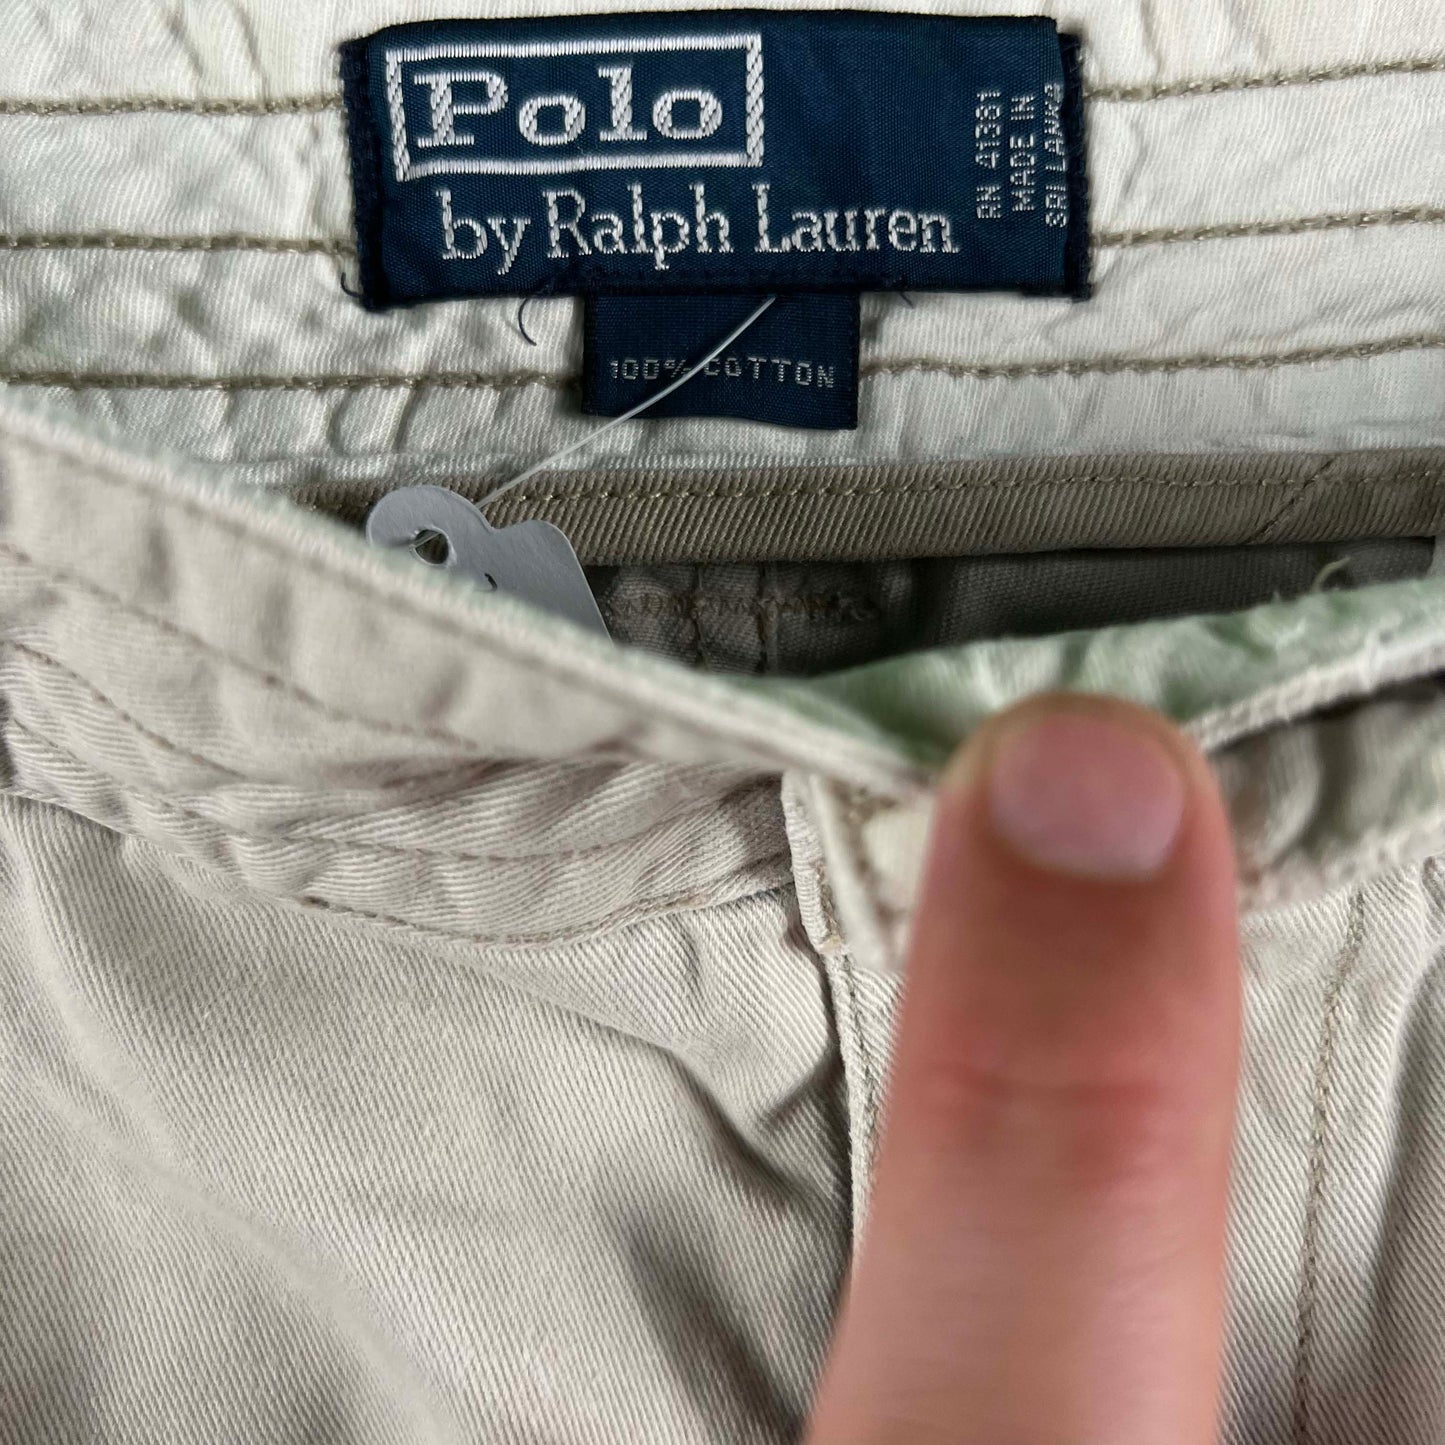 Polo
by Ralph Lauren
RN 41381
MADE IN
SRI LANKA
100% COTTON